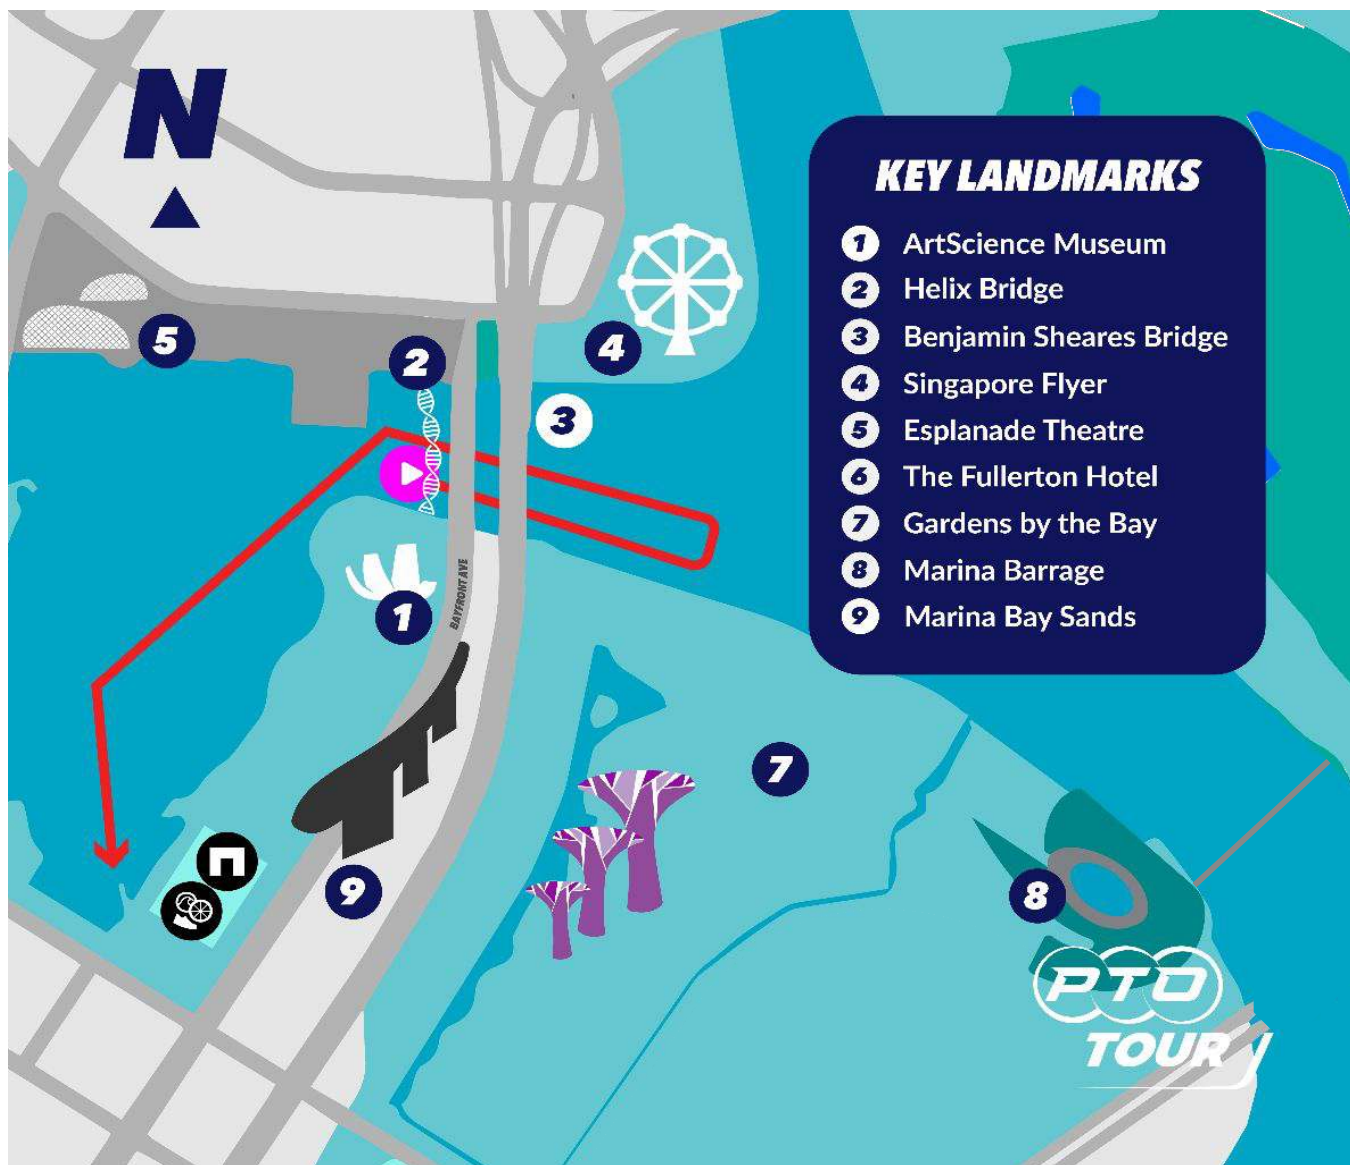 N
KEY LANDMARKS
1 ArtScience Museum
2 Helix Bridge
3 Benjamin Sheares Bridge
4 Singapore Flyer
5 Esplanade Theatre
6 The Fullerton Hotel
7 Gardens by the Bay
8 Marina Barrage
9 Marina Bay Sands
5
2
4
3
BAYFRONT AVE
1
7
9
8
PTO
TOUR